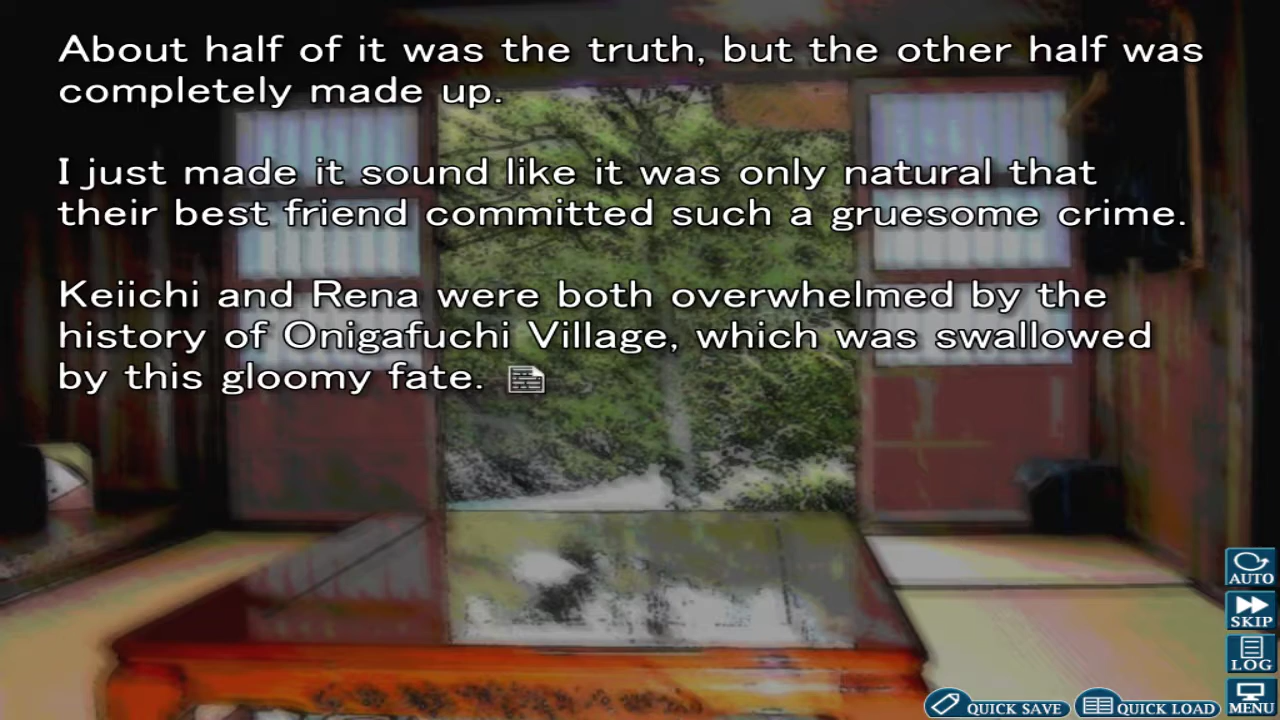 About half of it was the truth, but the other half was
completely made up.
I just made it sound like it was only natural that
their best friend committed such a gruesome crime.
Keiichi and Rena were both overwhelmed by the
history of Onigafuchi Village, which was swallowed
by this gloomy fate.
AUTO
SKIP
LOG
MENU
QUICK SAVE
QUICK LOAD